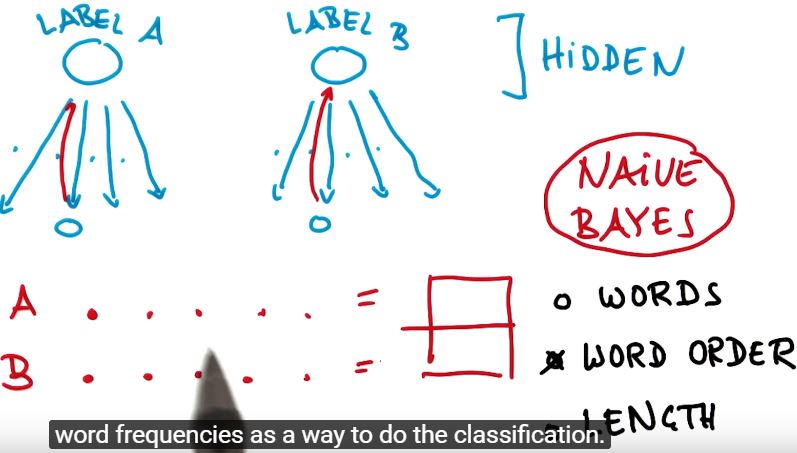 LABEL A
LABEL B
HiDDEN
NAiVE
BAYES
A . . . . . =
B . . . . . =
WORDS
WORD ORDER
LENGTH
word frequencies as a way to do the classification.